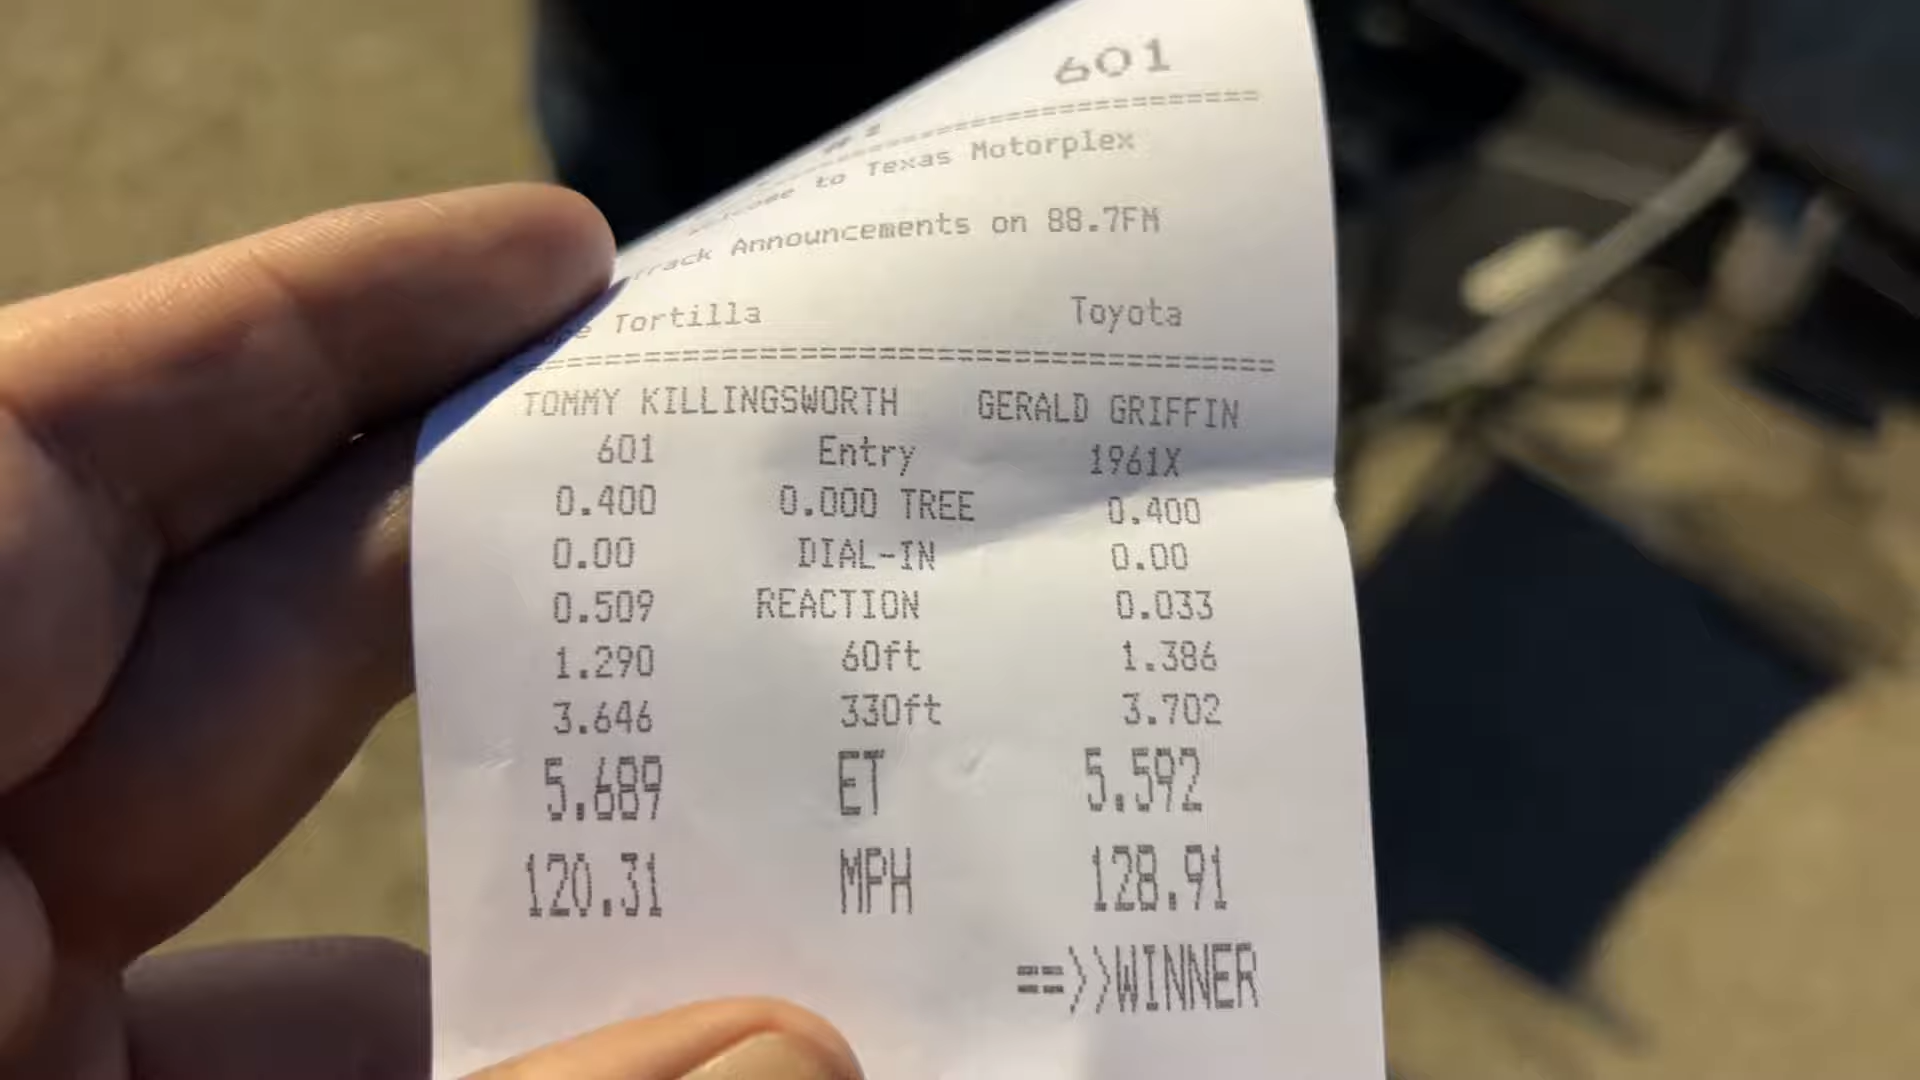 601
===========================
to Texas Motorplex
Announcements on 88.7FM
Tortilla Toyota
==============================================
TOMMY KILLINGSWORTH GERALD GRIFFIN
601 Entry 1961X
0.400 0.000 TREE 0.400
0.00 DIAL-IN 0.00
0.509 REACTION 0.033
1.290 60ft 1.386
3.646 330ft 3.702
5.689 ET 5.592
120.31 MPH 128.91
==>>WINNER